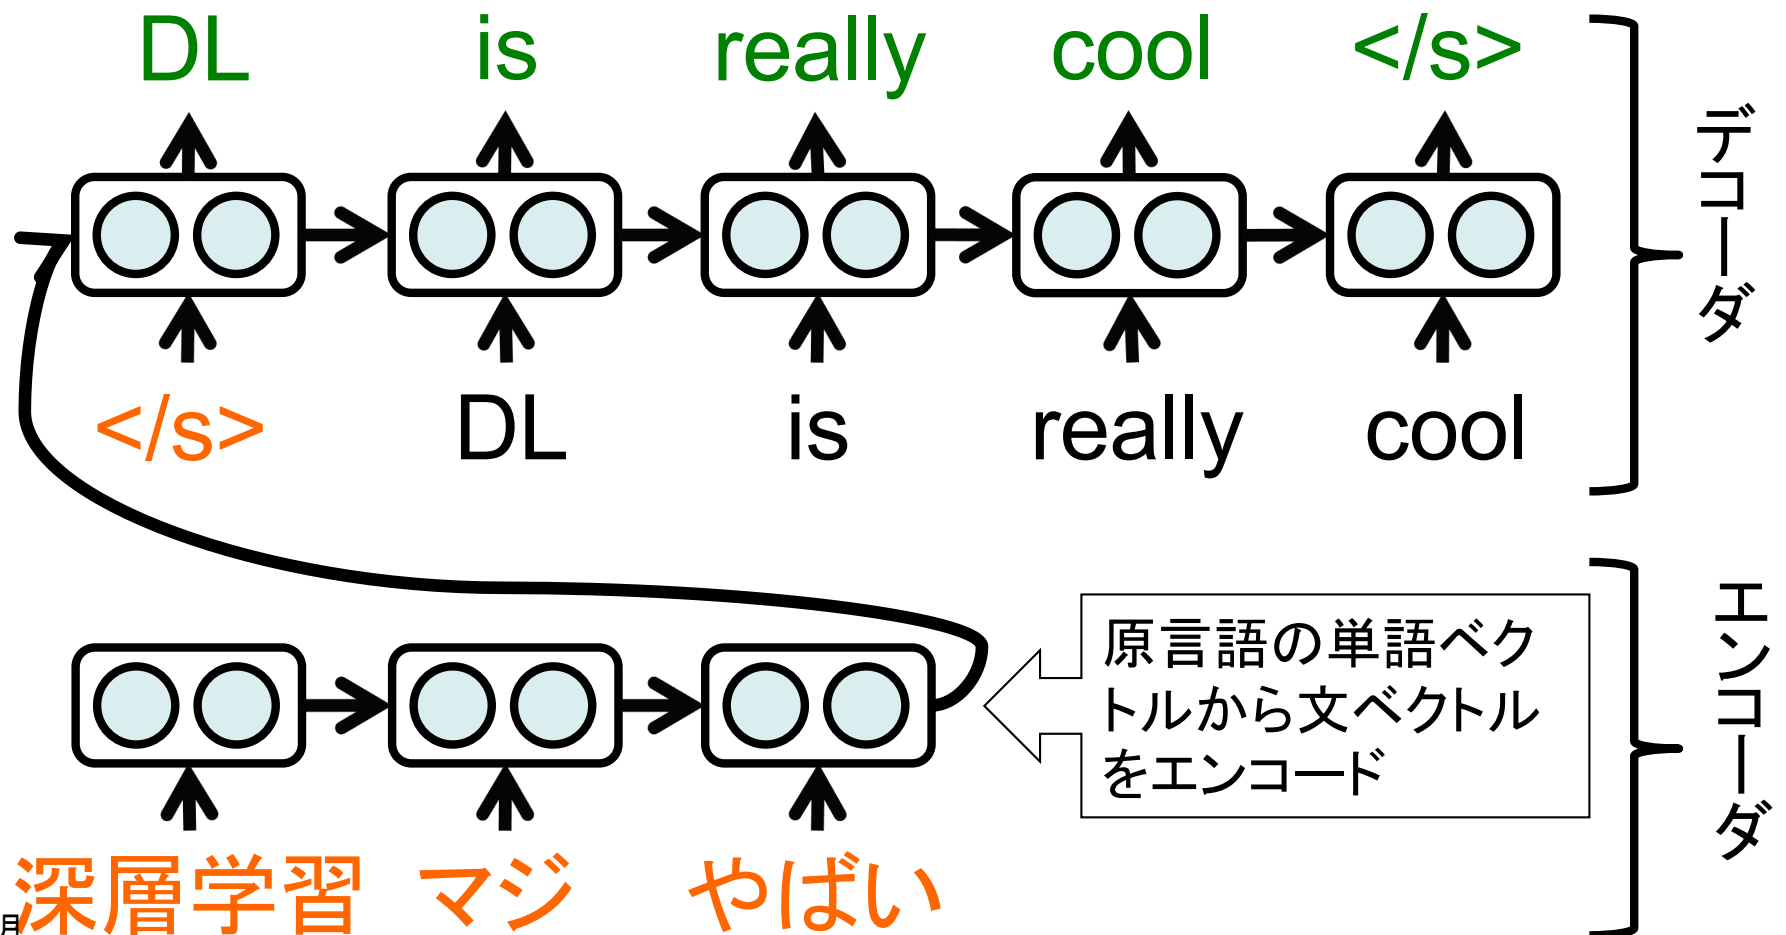 DL is really cool </s>
</s> DL is really cool
デコーダ
原言語の単語ベク
トルから文ベクトル
をエンコード
エンコーダ
深層学習 マジ やばい
月